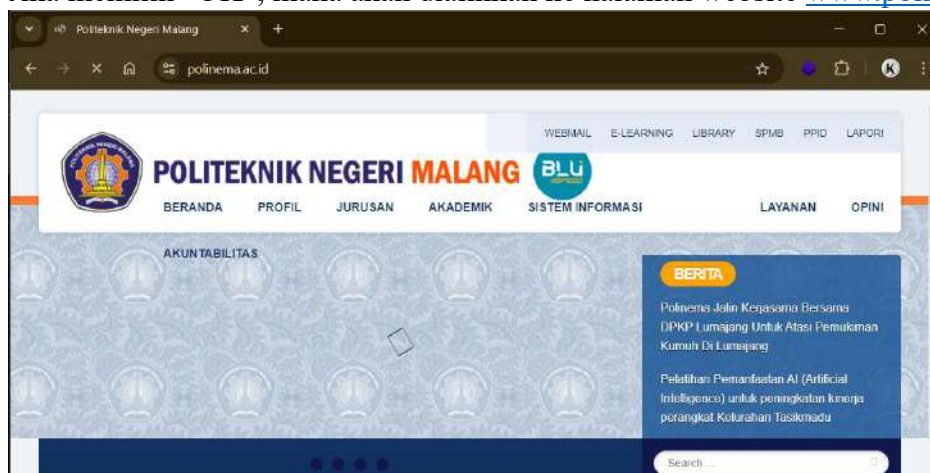 Politeknik Negeri Malang
polinema.ac.id
K
WEBMAIL E-LEARNING LIBRARY SPMB PPID LAPOR!
POLITEKNIK NEGERI MALANG BLU
BERANDA PROFIL JURUSAN AKADEMIK SISTEM INFORMASI LAYANAN OPINI
AKUNTABILITAS
BERITA
Polinema Jalin Kerjasama Bersama
DPKP Lumajang Untuk Atasi Pemukiman
Kumuh Di Lumajang
Pelatihan Pemanfaatan AI (Artificial
Intelligence) untuk peningkatan kinerja
perangkat Kelurahan Tasikmadu
Search ...